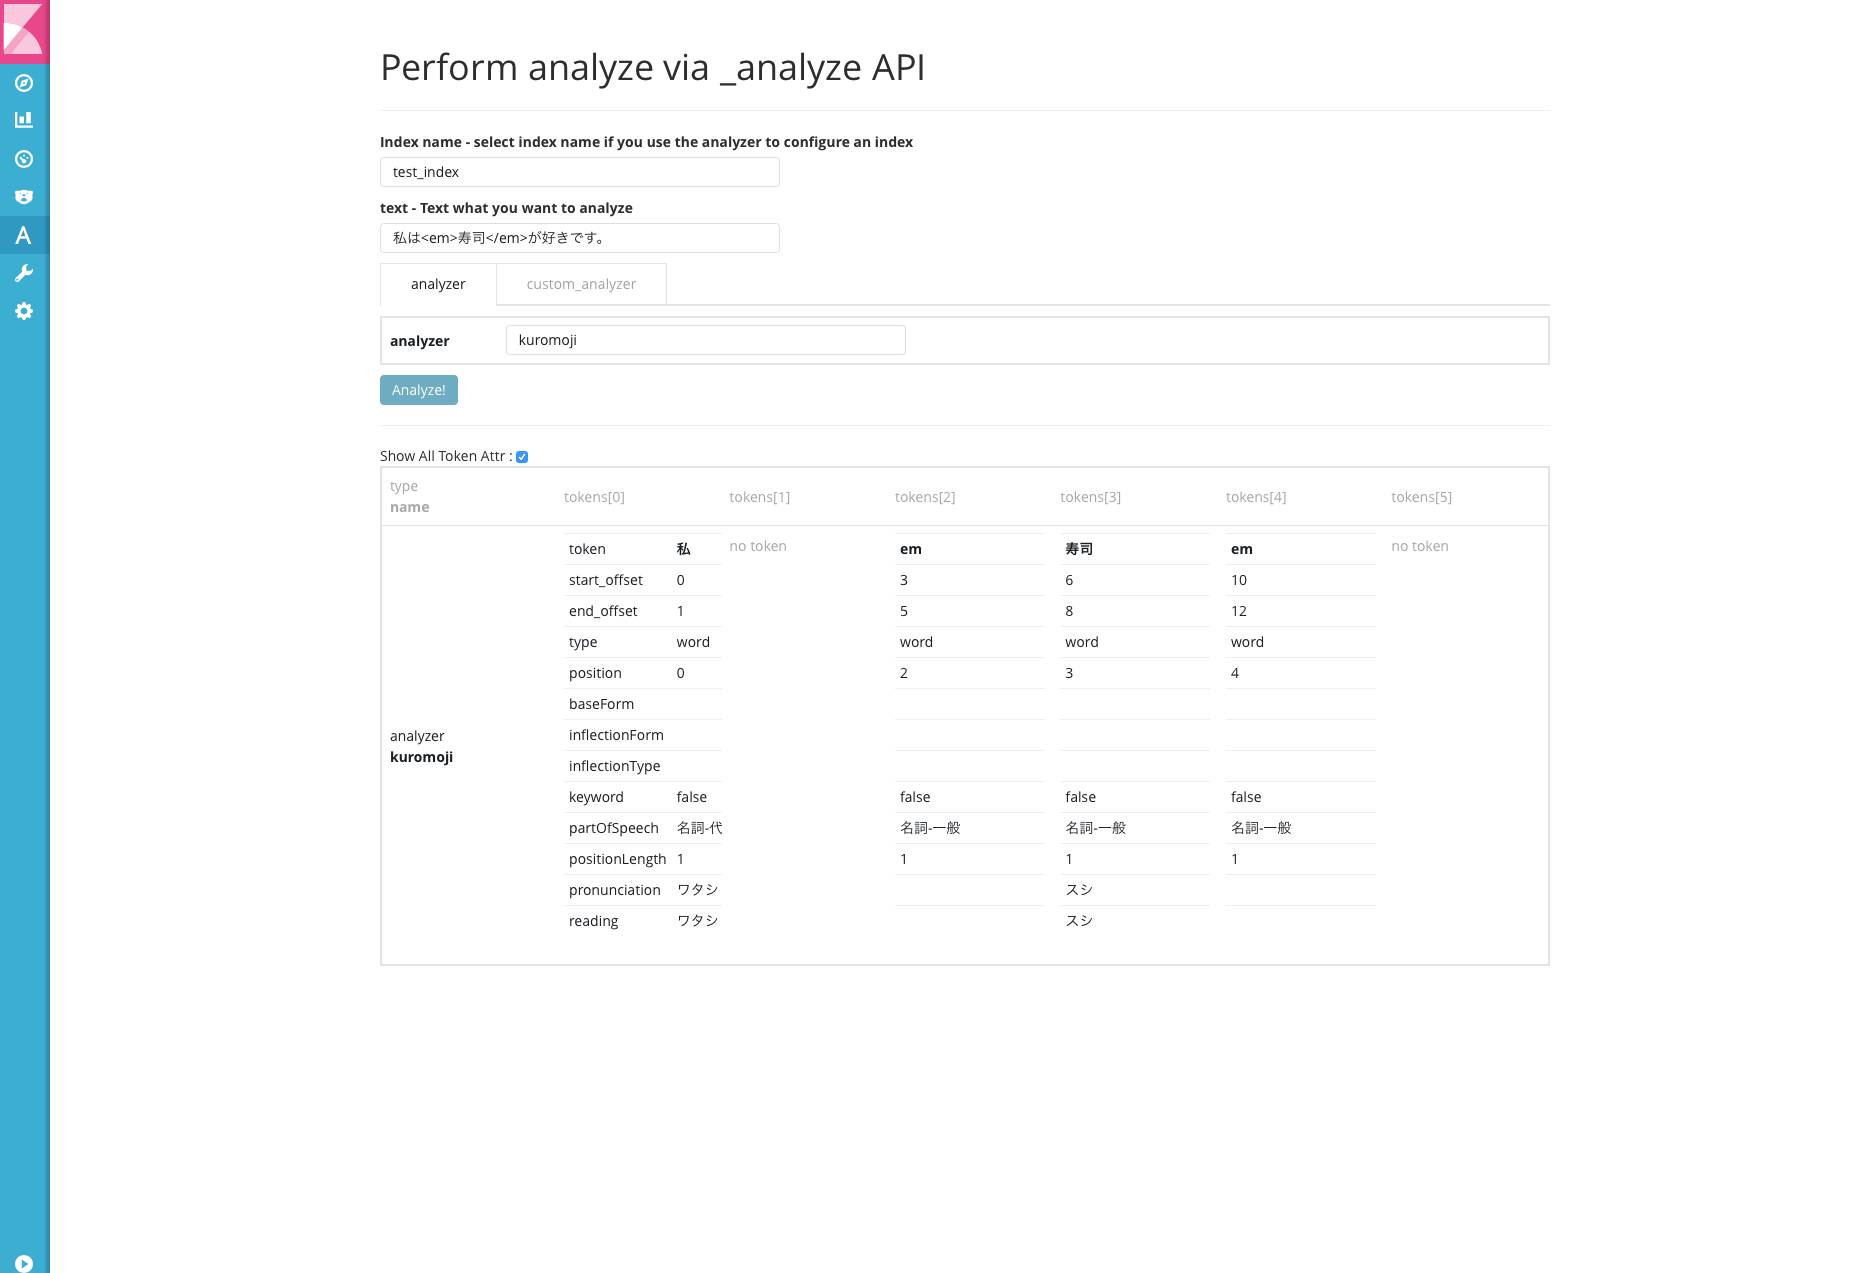 Perform analyze via _analyze API
Index name - select index name if you use the analyzer to configure an index
test_index
text - Text what you want to analyze
私は<em>寿司</em>が好きです。
analyzer custom_analyzer
analyzer kuromoji
Analyze!
Show All Token Attr :
type
name
tokens[0] tokens[1] tokens[2] tokens[3] tokens[4] tokens[5]
token 私 no token em 寿司 em no token
start_offset 0 3 6 10
end_offset 1 5 8 12
type word word word word
position 0 2 3 4
baseForm
inflectionForm
analyzer
kuromoji
inflectionType
keyword false false false false
partOfSpeech 名詞-代 名詞-一般 名詞-一般 名詞-一般
positionLength 1 1 1 1
pronunciation ワタシ スシ
reading ワタシ スシ